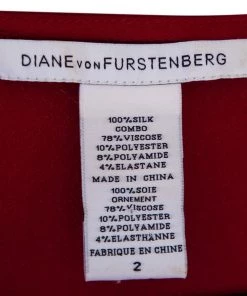 DIANE VON FURSTENBERG
100%SILK
COMBO
78%VISCOSE
10%POLYESTER
8%POLYAMIDE
4%ELASTANE
MADE IN CHINA
100%SOIE
ORNEMENT
78%VISCOSE
10%POLYESTER
8%POLYAMIDE
4%ELASTHANNE
FABRIQUE EN CHINE
2